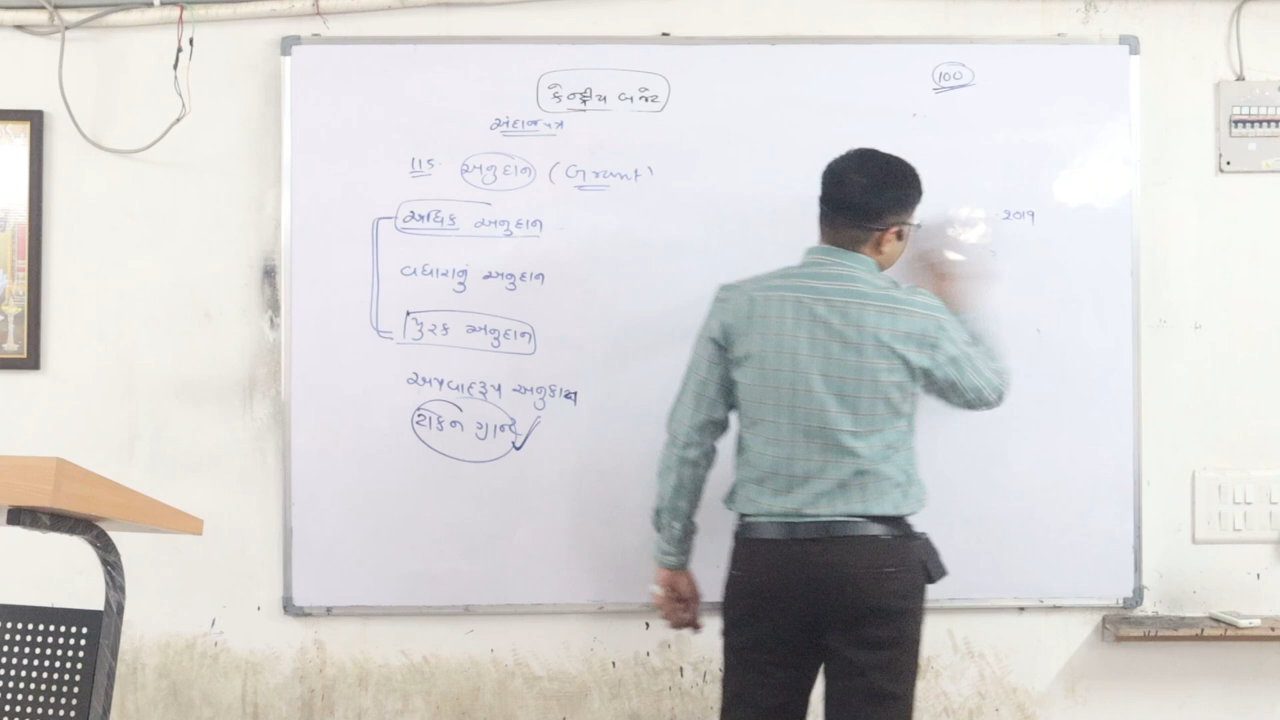 કેન્દ્રીય બજેટ
100
અંદાજપત્ર
115. અનુદાન (Grant)
અધિક અનુદાન
2019
વધારાનું અનુદાન
પુરક અનુદાન
અપવાદરૂપ અનુદાન
ટોકન ગ્રાન્ટ